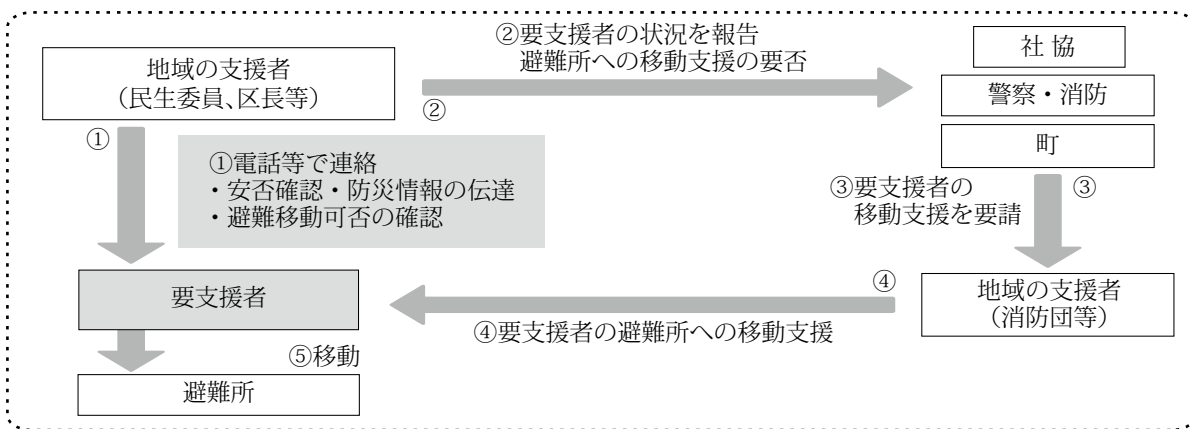 ②要支援者の状況を報告
避難所への移動支援の要否
地域の支援者
（民生委員、区長等）
社 協
警察・消防
町
①
②
①電話等で連絡
・安否確認・防災情報の伝達
・避難移動可否の確認
③要支援者の
移動支援を要請
③
要支援者
④
④要支援者の避難所への移動支援
地域の支援者
（消防団等）
⑤移動
避難所